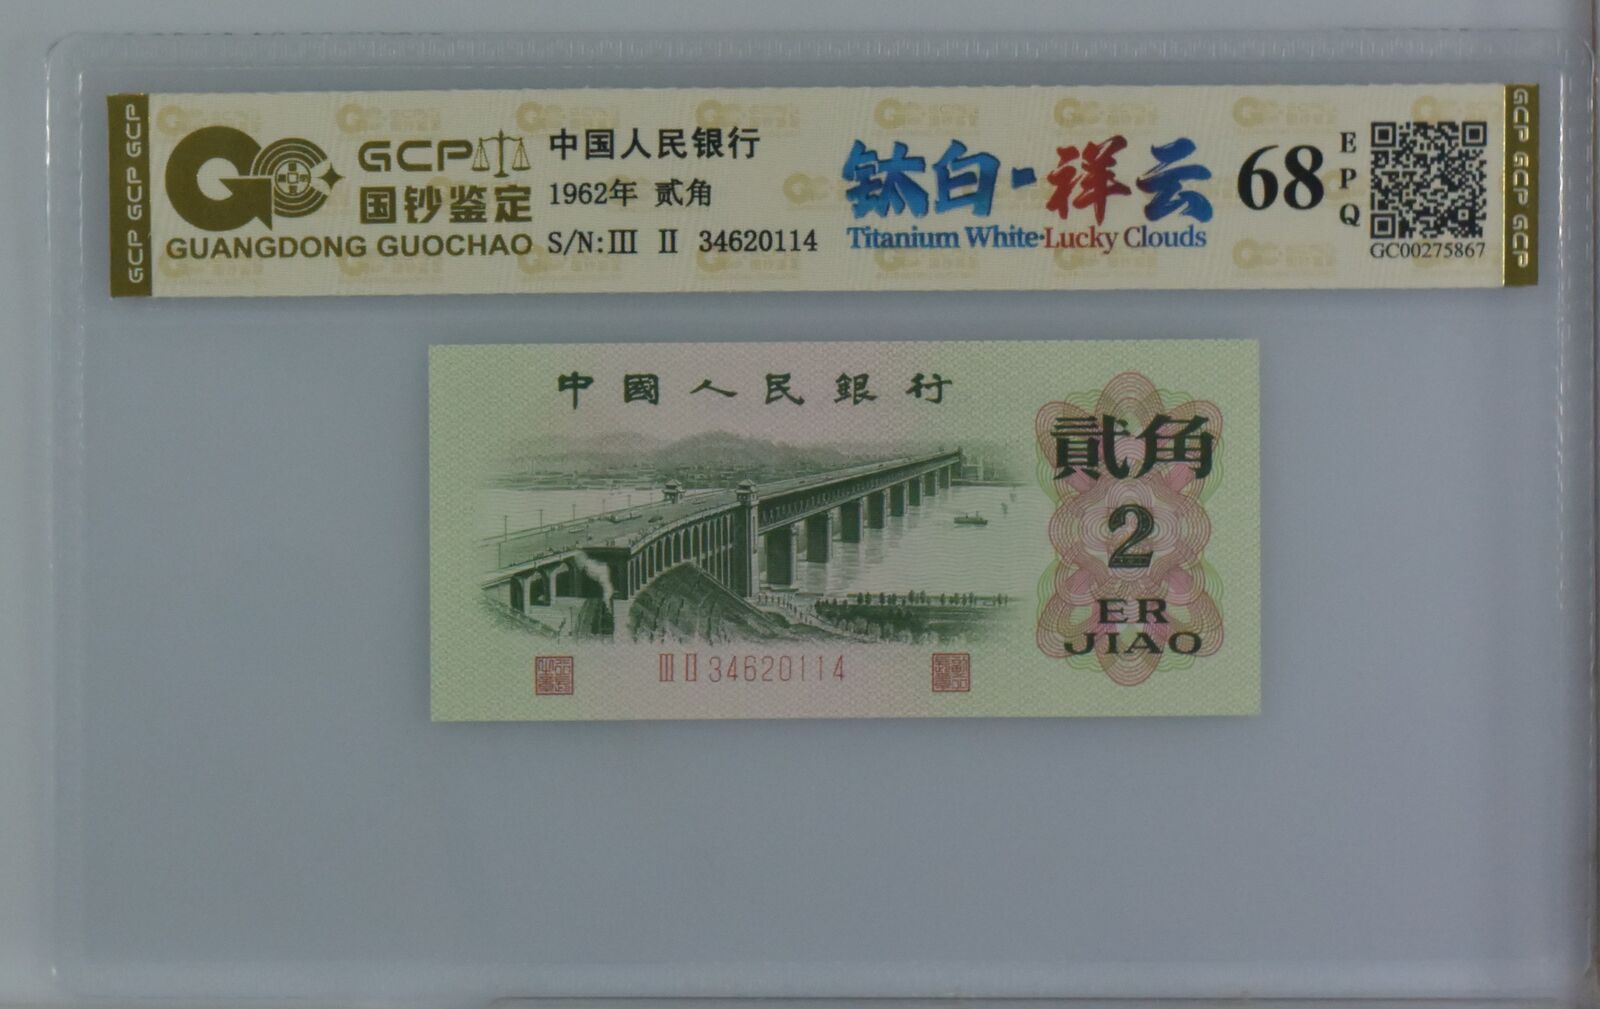 GCP GCP GCP
GCP
国钞鉴定
GUANGDONG GUOCHAO
中国人民银行
1962年 贰角
S/N:Ⅲ Ⅱ 34620114
钛白·祥云
Titanium White·Lucky Clouds
68
EPQ
GC00275867
GCP GCP GCP
中國人民銀行
貳角
2
ER
JIAO
Ⅲ Ⅱ 34620114